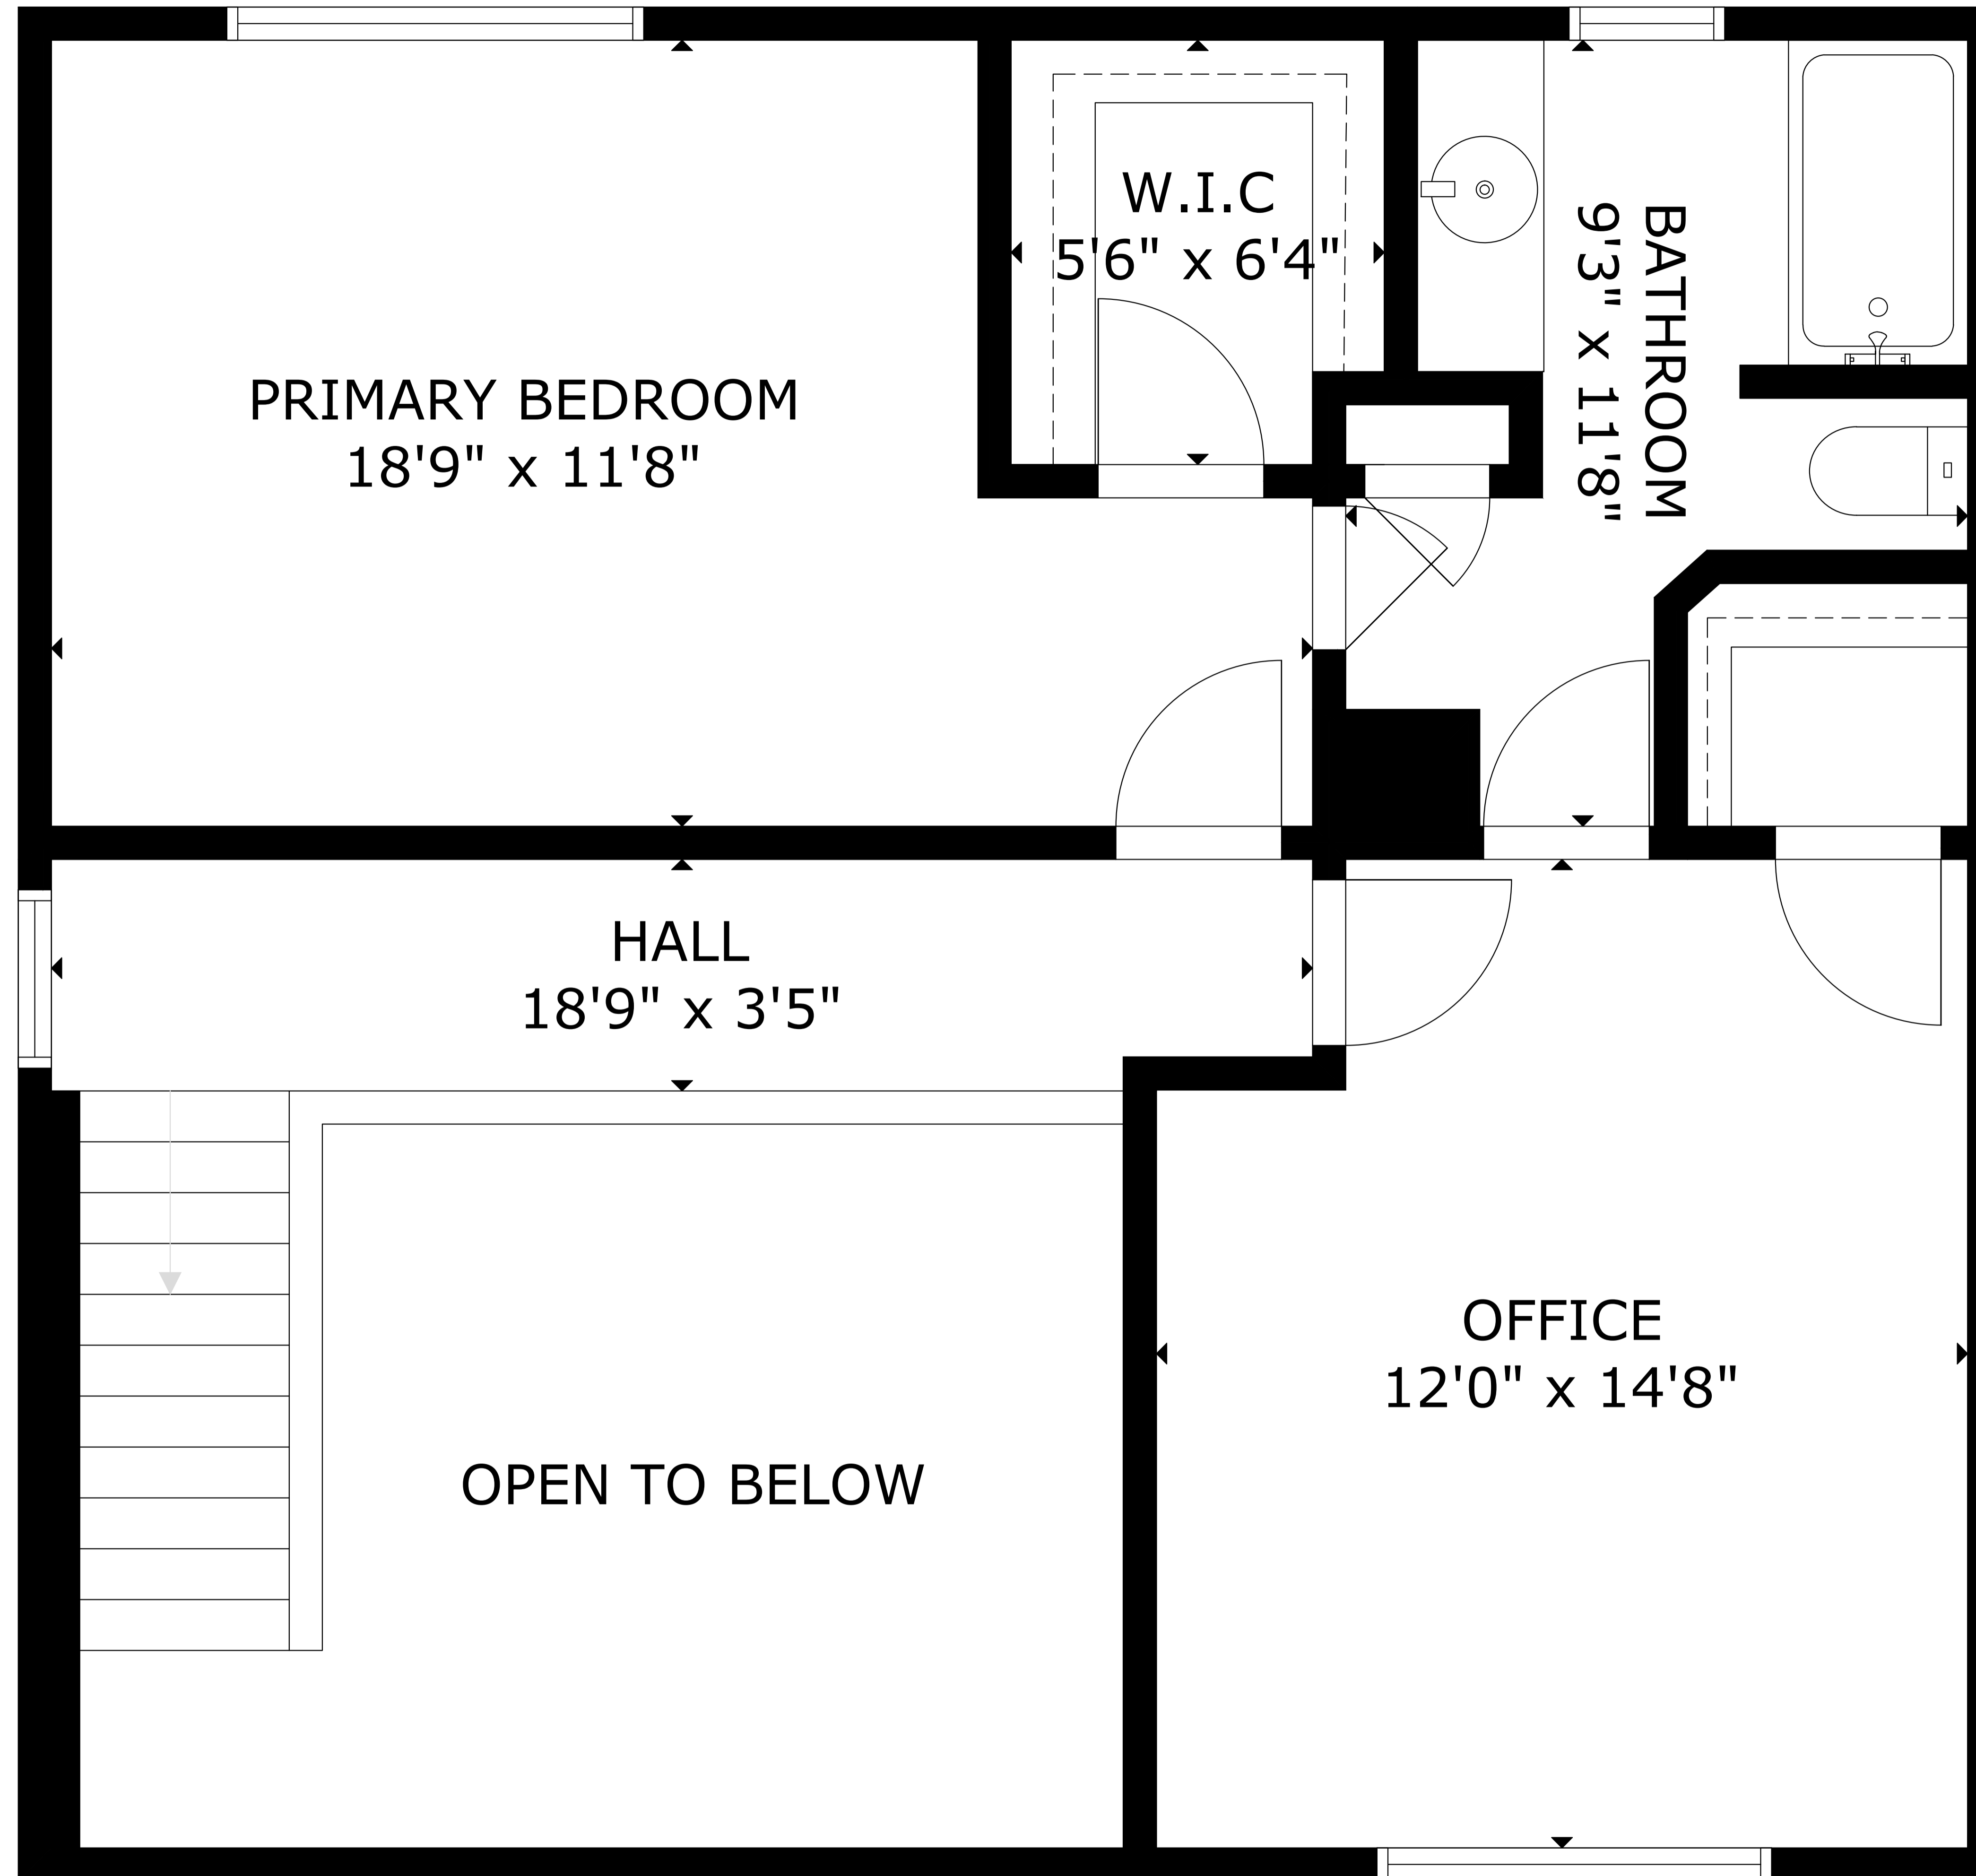 PRIMARY BEDROOM
18'9" x 11'8"
W.I.C
5'6" x 6'4"
BATHROOM
9'3" x 11'8"
HALL
18'9" x 3'5"
OFFICE
12'0" x 14'8"
OPEN TO BELOW